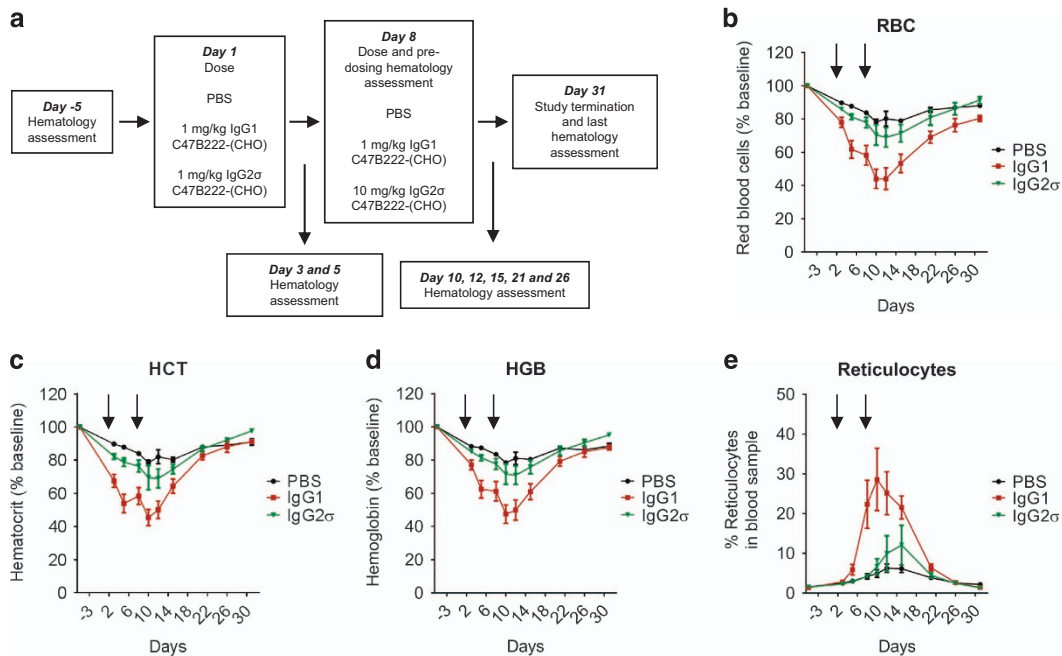 a
Day -5
Hematology
assessment
Day 1
Dose
PBS
1 mg/kg IgG1
C47B222-(CHO)
1 mg/kg IgG2σ
C47B222-(CHO)
Day 8
Dose and pre-
dosing hematology
assessment
PBS
1 mg/kg IgG1
C47B222-(CHO)
10 mg/kg IgG2σ
C47B222-(CHO)
Day 31
Study termination
and last
hematology
assessment
Day 3 and 5
Hematology
assessment
Day 10, 12, 15, 21 and 26
Hematology assessment
b
RBC
Red blood cells (% baseline)
120
100
80
60
40
20
0
-3 2 6 10 14 18 22 26 30
Days
PBS
IgG1
IgG2σ
c
HCT
Hematocrit (% baseline)
120
100
80
60
40
20
0
-3 2 6 10 14 18 22 26 30
Days
PBS
IgG1
IgG2σ
d
HGB
Hemoglobin (% baseline)
120
100
80
60
40
20
0
-3 2 6 10 14 18 22 26 30
Days
PBS
IgG1
IgG2σ
e
Reticulocytes
% Reticulocytes
in blood sample
50
40
30
20
10
0
-3 2 6 10 14 18 22 26 30
Days
PBS
IgG1
IgG2σ